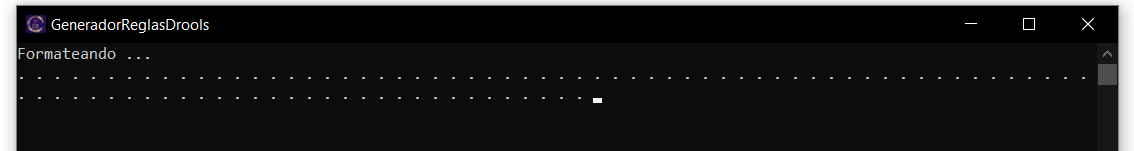 GeneradorReglasDrools
Formateando ...
. . . . . . . . . . . . . . . . . . . . . . . . . . . . . . . . . . . . . . . . . . . . . . . . . . . . . . . . . . . .
. . . . . . . . . . . . . . . . . . . . . . . . . . . . . . . .